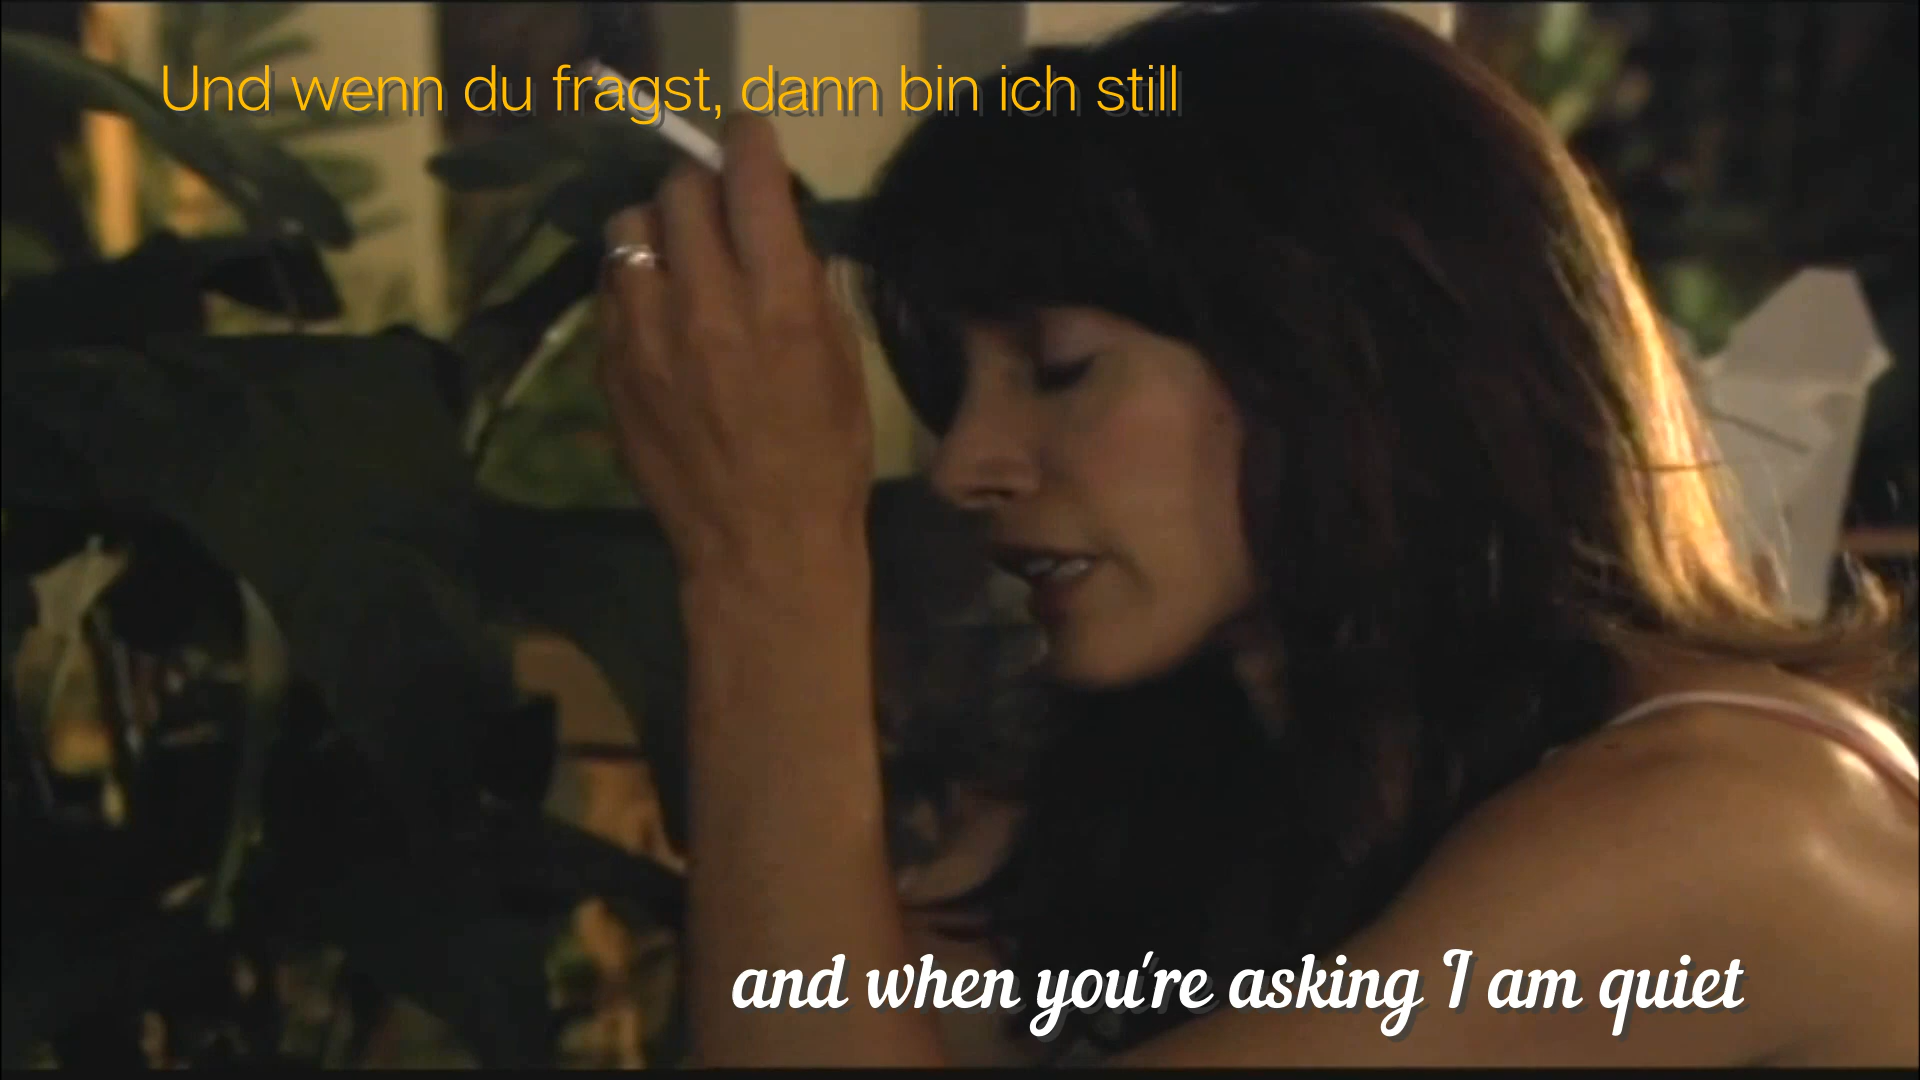 Und wenn du fragst, dann bin ich still
and when you're asking I am quiet